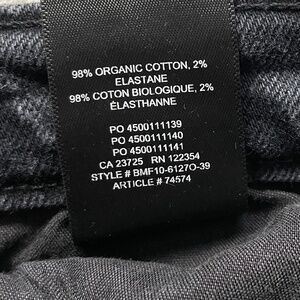 98% ORGANIC COTTON, 2%
ELASTANE
98% COTON BIOLOGIQUE, 2%
ÉLASTHANNE
PO 4500111139
PO 4500111140
PO 4500111141
CA 23725 RN 122354
STYLE # BMF10-6127O-39
ARTICLE # 74574